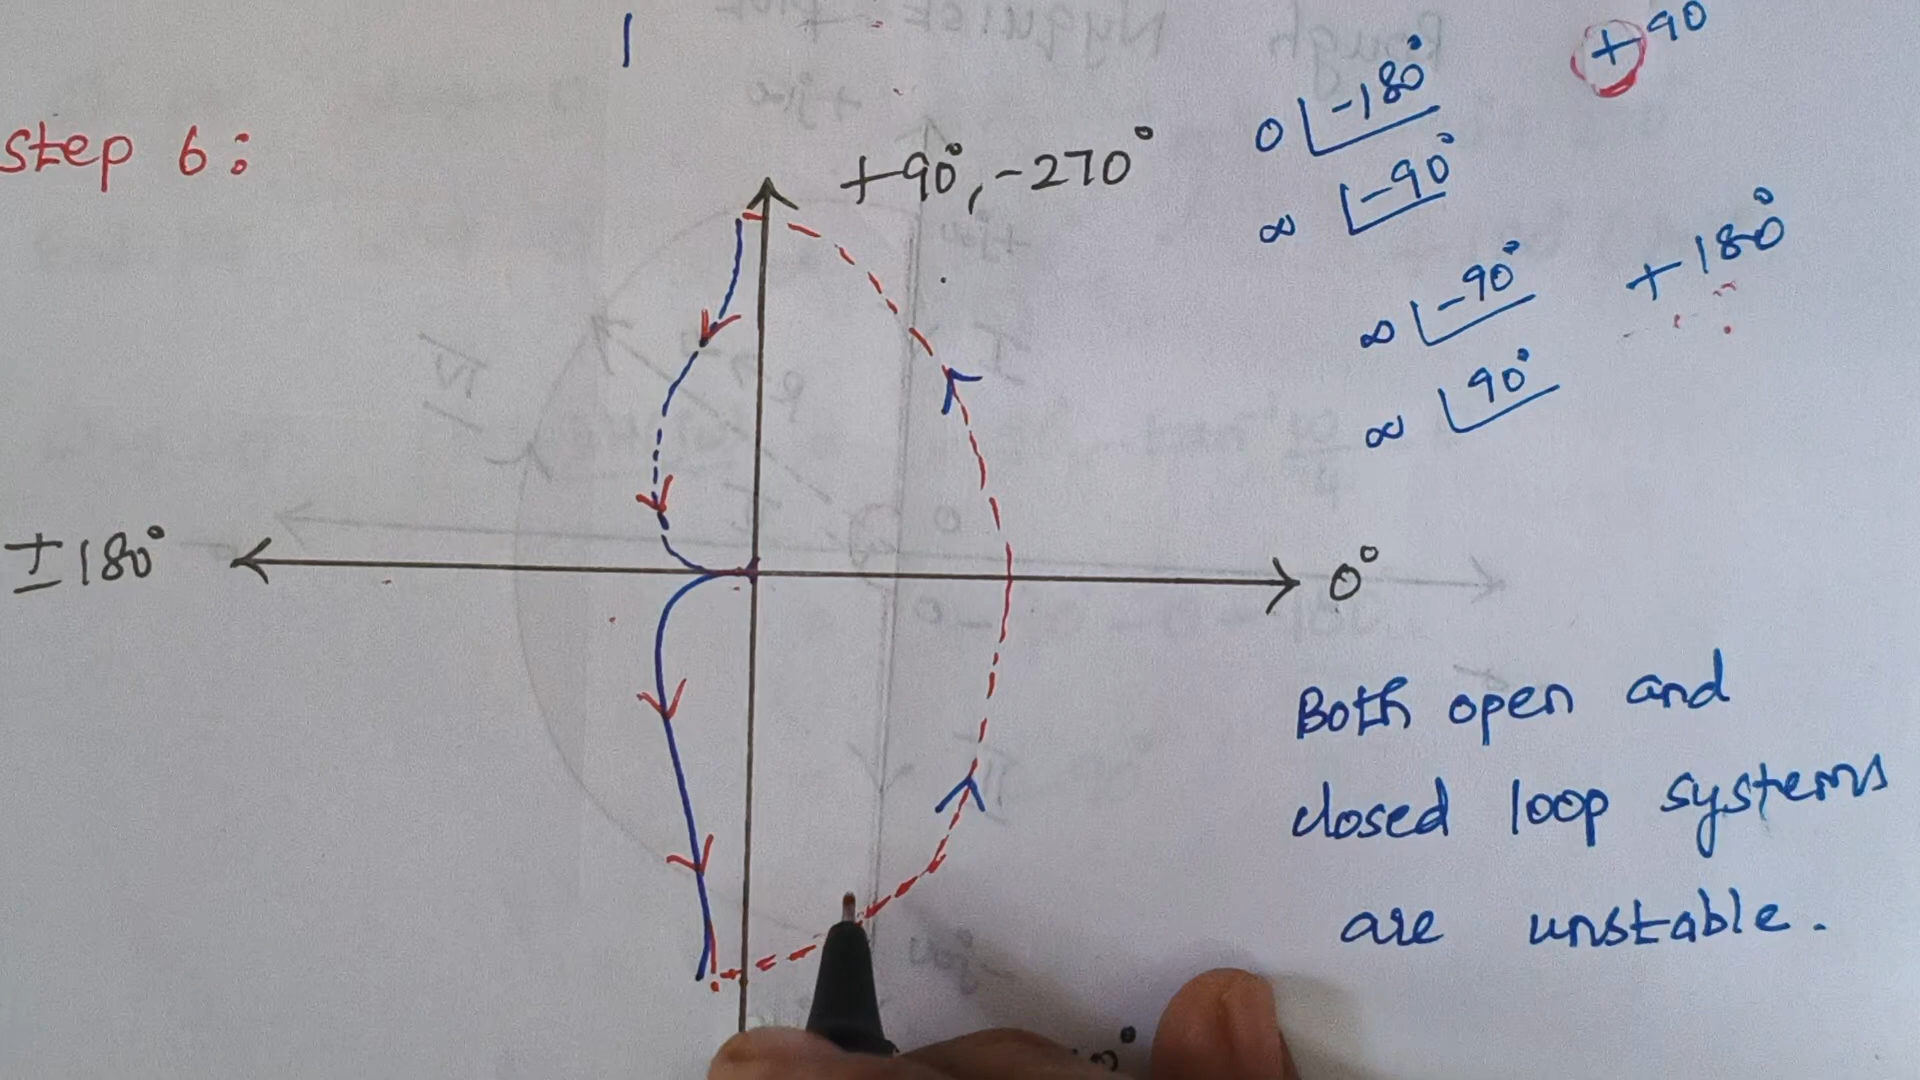 Step 6:
+90°, -270°
0 ∠-180°
∞ ∠-90°
∞ ∠-90°
∞ ∠90°
+90
+180°
±180°
0°
Both open and
closed loop systems
are unstable.